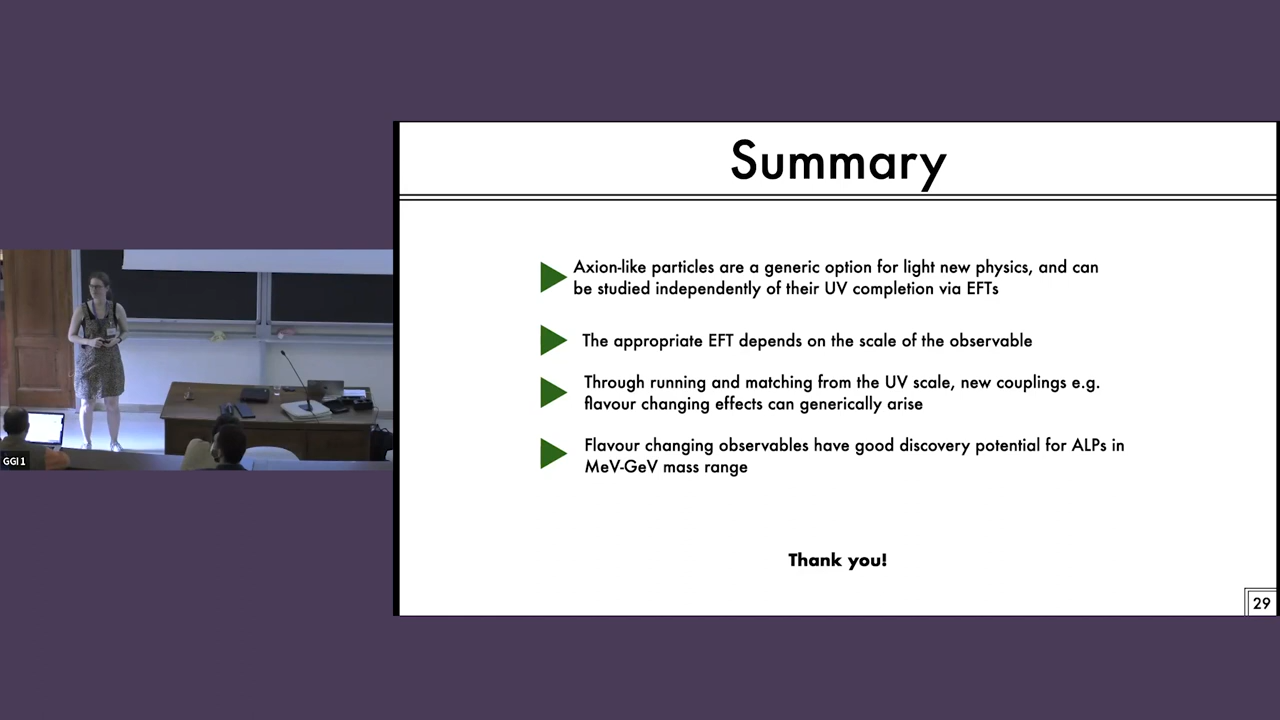 Summary
Axion-like particles are a generic option for light new physics, and can
be studied independently of their UV completion via EFTs
The appropriate EFT depends on the scale of the observable
Through running and matching from the UV scale, new couplings e.g.
flavour changing effects can generically arise
Flavour changing observables have good discovery potential for ALPs in
MeV-GeV mass range
Thank you!
29
GGI 1